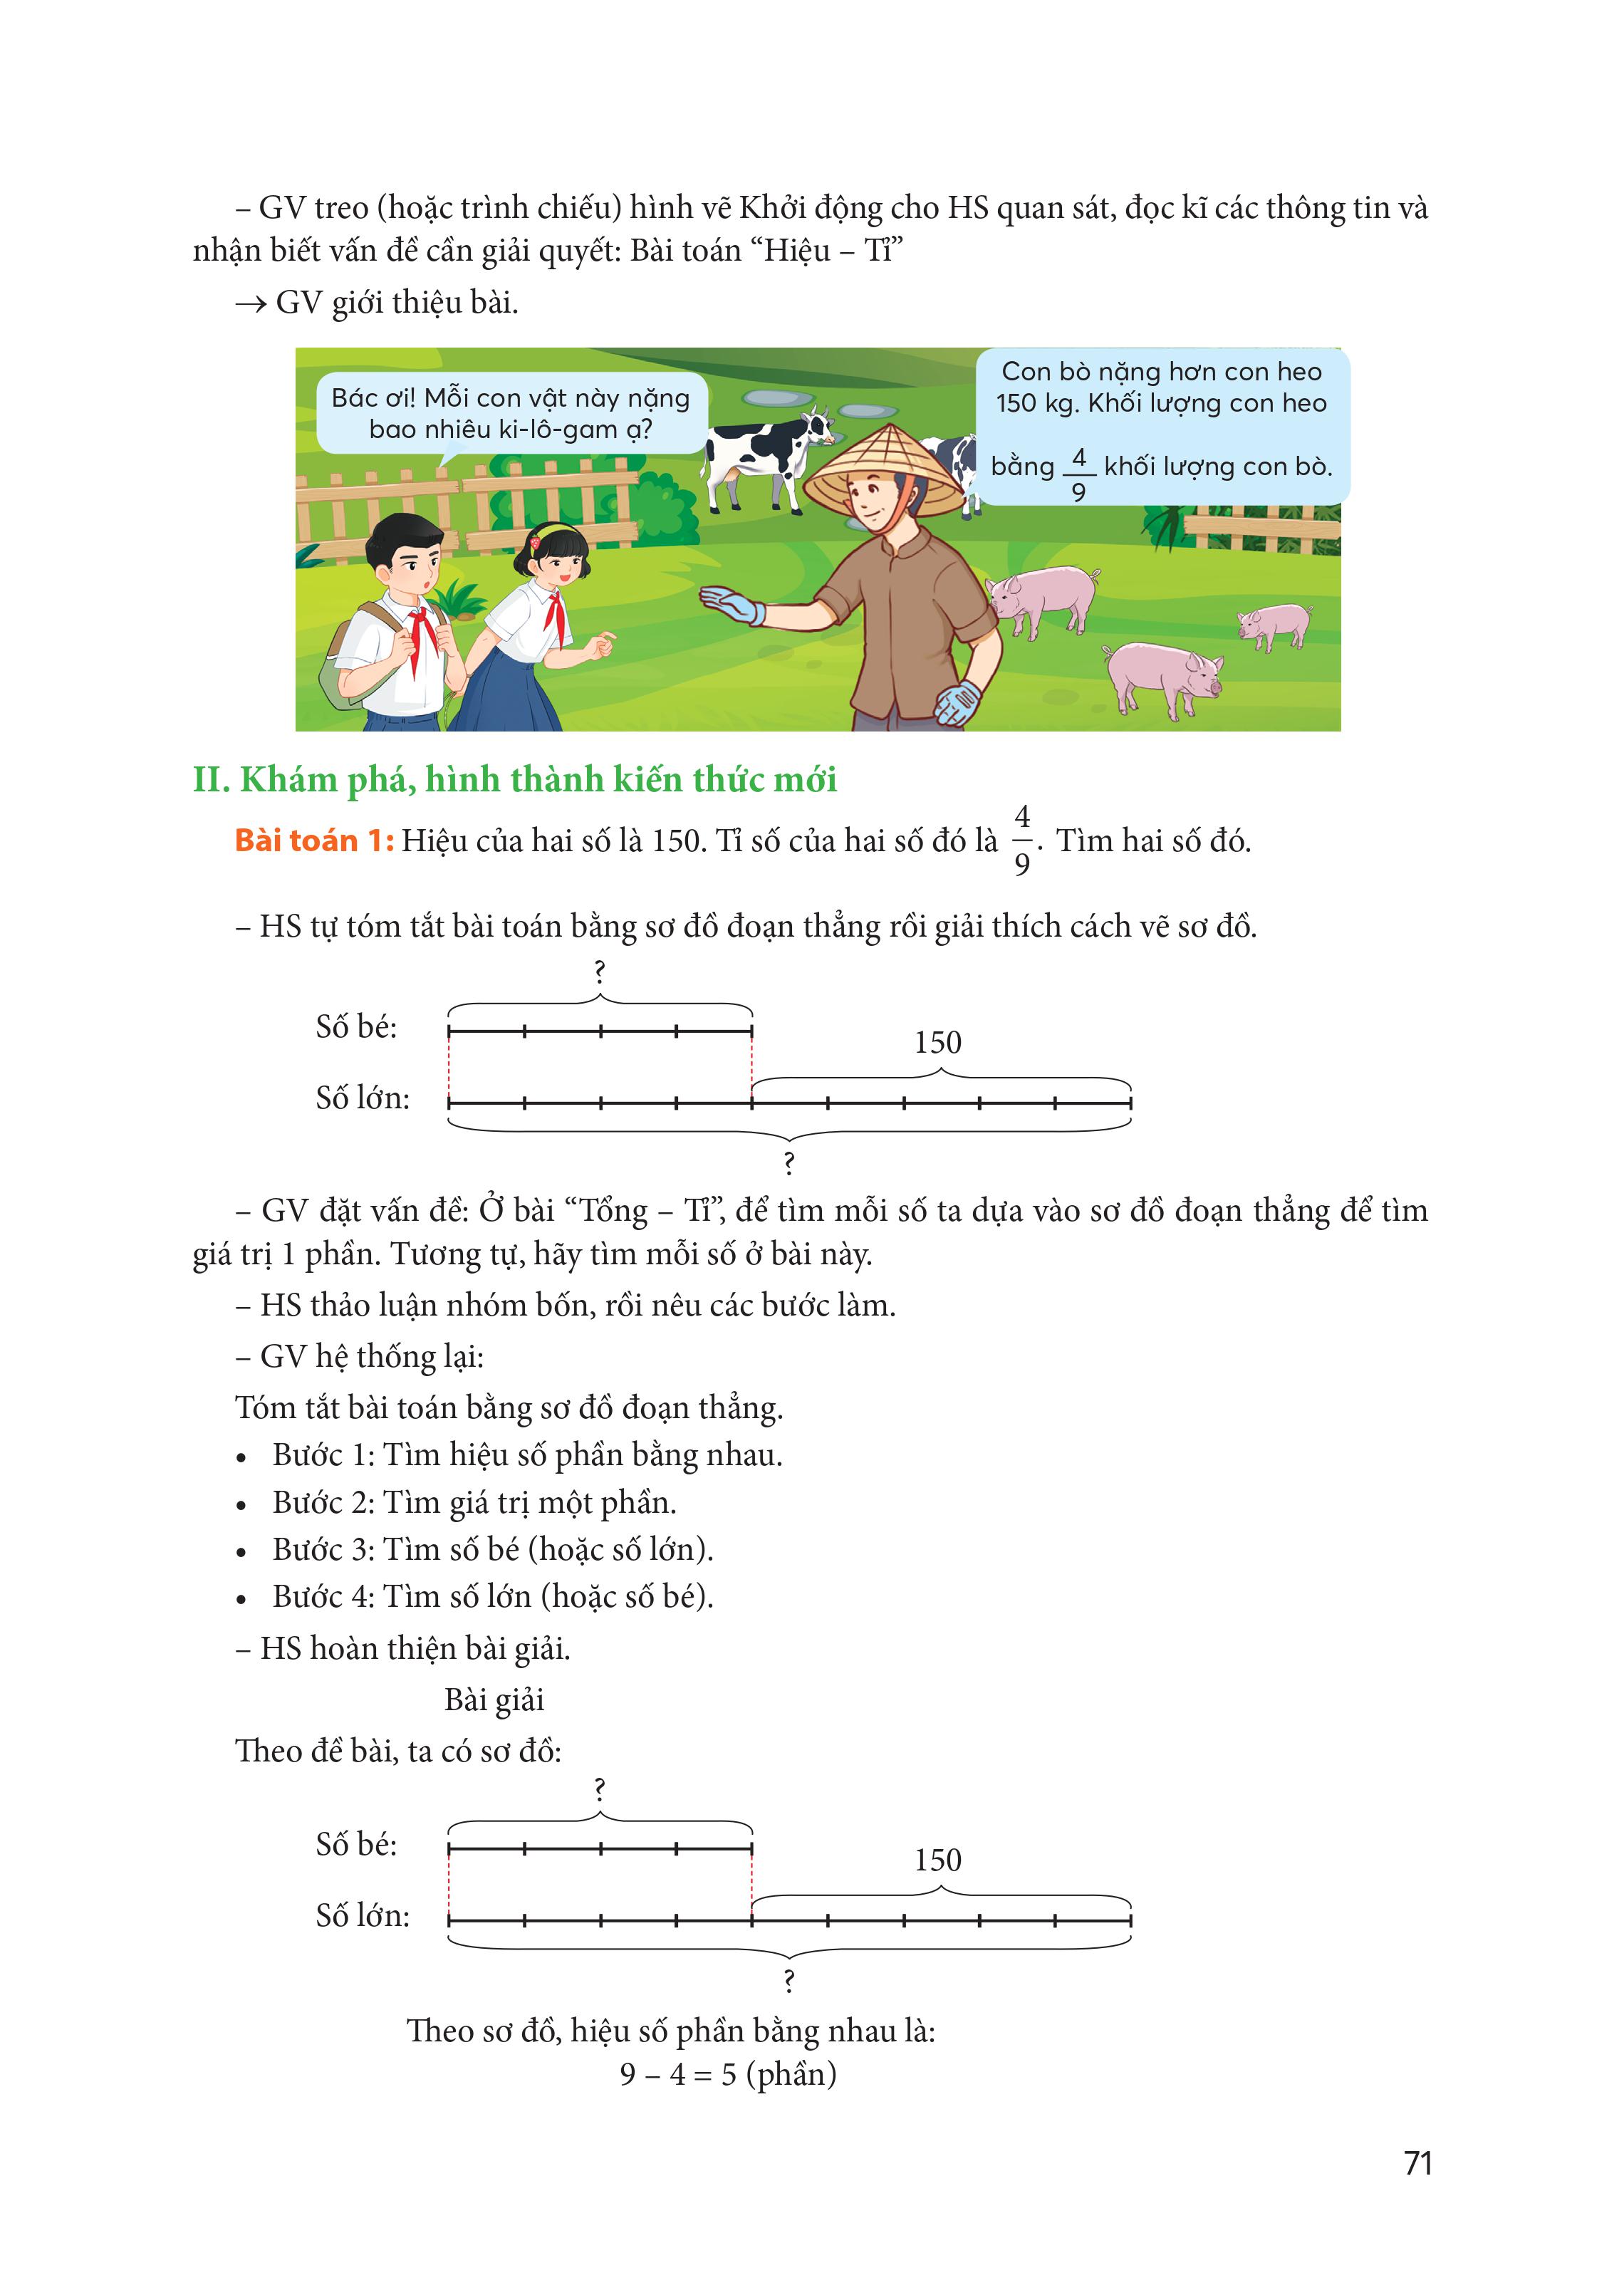 – GV treo (hoặc trình chiếu) hình vẽ Khởi động cho HS quan sát, đọc kĩ các thông tin và
nhận biết vấn đề cần giải quyết: Bài toán “Hiệu – Tỉ”
→ GV giới thiệu bài.
Bác ơi! Mỗi con vật này nặng
bao nhiêu ki-lô-gam ạ?
Con bò nặng hơn con heo
150 kg. Khối lượng con heo
bằng 4/9 khối lượng con bò.
II. Khám phá, hình thành kiến thức mới
Bài toán 1: Hiệu của hai số là 150. Tỉ số của hai số đó là 4/9. Tìm hai số đó.
– HS tự tóm tắt bài toán bằng sơ đồ đoạn thẳng rồi giải thích cách vẽ sơ đồ.
?
Số bé:
150
Số lớn:
?
– GV đặt vấn đề: Ở bài “Tổng – Tỉ”, để tìm mỗi số ta dựa vào sơ đồ đoạn thẳng để tìm
giá trị 1 phần. Tương tự, hãy tìm mỗi số ở bài này.
– HS thảo luận nhóm bốn, rồi nêu các bước làm.
– GV hệ thống lại:
Tóm tắt bài toán bằng sơ đồ đoạn thẳng.
• Bước 1: Tìm hiệu số phần bằng nhau.
• Bước 2: Tìm giá trị một phần.
• Bước 3: Tìm số bé (hoặc số lớn).
• Bước 4: Tìm số lớn (hoặc số bé).
– HS hoàn thiện bài giải.
Bài giải
Theo đề bài, ta có sơ đồ:
?
Số bé:
150
Số lớn:
?
Theo sơ đồ, hiệu số phần bằng nhau là:
9 – 4 = 5 (phần)
71